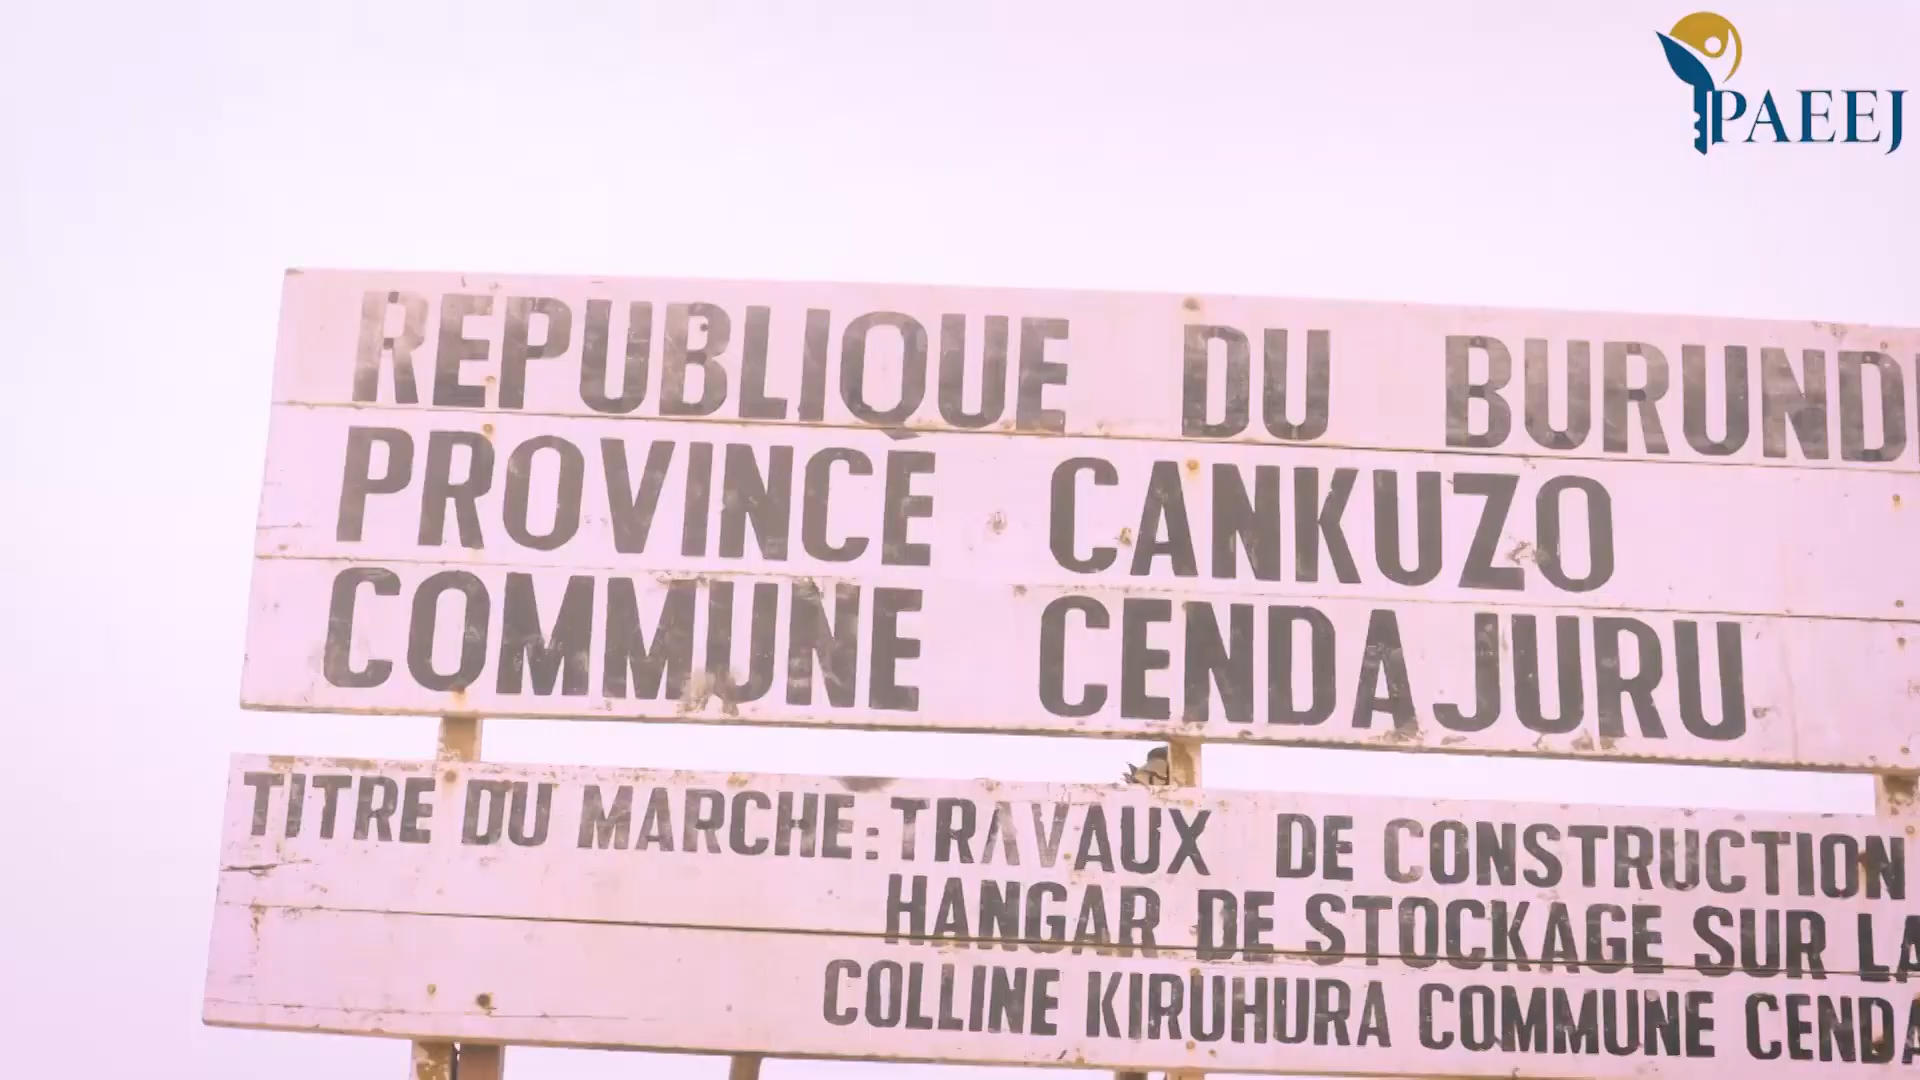 PAEEJ
REPUBLIQUE DU BURUND
PROVINCE CANKUZO
COMMUNE CENDAJURU
TITRE DU MARCHE: TRAVAUX DE CONSTRUCTION
HANGAR DE STOCKAGE SUR LA
COLLINE KIRUHURA COMMUNE CENDA